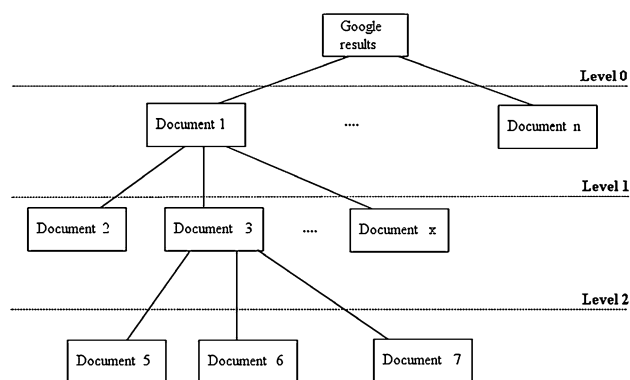 Google
results
Level 0
Document 1
....
Document n
Level 1
Document 2
Document 3
....
Document x
Level 2
Document 5
Document 6
Document 7